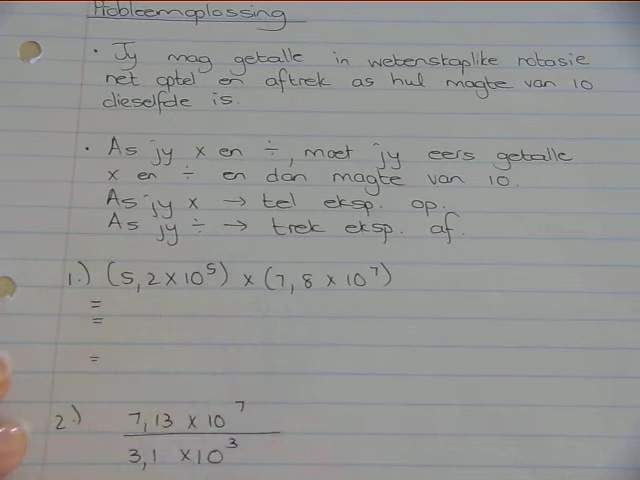 Probleemoplossing
• Jy mag getalle in wetenskaplike notasie
net optel en aftrek as hul magte van 10
dieselfde is.
• As jy x en ÷, moet jy eers getalle
x en ÷ en dan magte van 10.
As jy x → tel eksp. op.
As jy ÷ → trek eksp. af.
1.) (5,2 x 10⁵) x (7,8 x 10⁷)
=
=
=
2.) 7,13 x 10⁷
3,1 x 10³